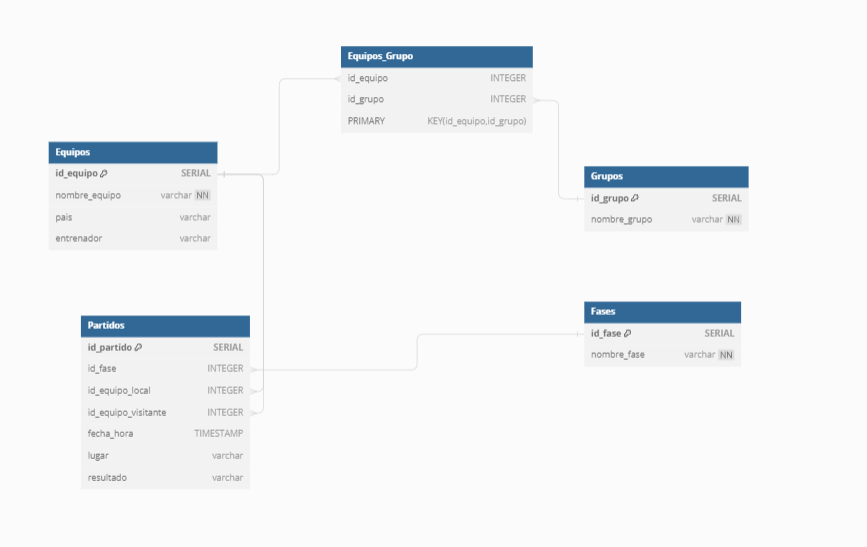 Equipos_Grupo
id_equipo INTEGER
id_grupo INTEGER
PRIMARY KEY(id_equipo,id_grupo)
Equipos
id_equipo SERIAL
nombre_equipo varchar NN
pais varchar
entrenador varchar
Grupos
id_grupo SERIAL
nombre_grupo varchar NN
Partidos
id_partido SERIAL
id_fase INTEGER
id_equipo_local INTEGER
id_equipo_visitante INTEGER
fecha_hora TIMESTAMP
lugar varchar
resultado varchar
Fases
id_fase SERIAL
nombre_fase varchar NN